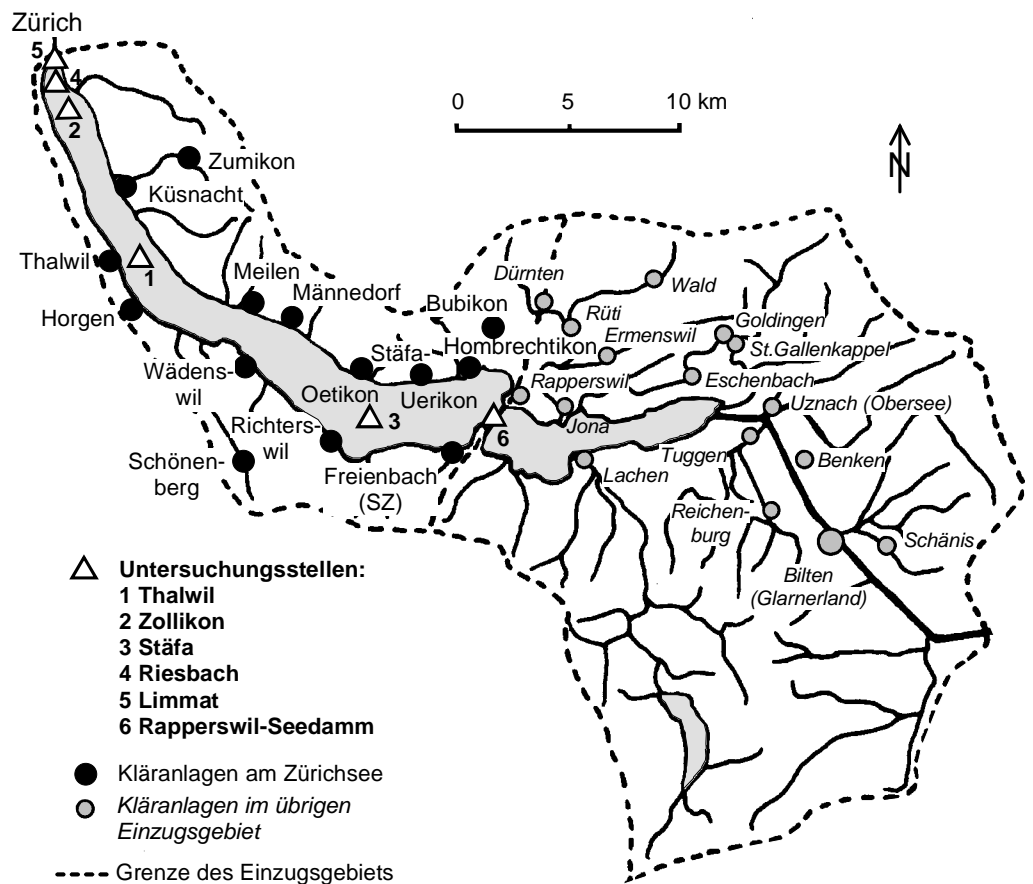 Zürich
5
4
2
0 5 10 km
N
Zumikon
Küsnacht
Thalwil
1
Horgen
Meilen
Männedorf
Bubikon
Hombrechtikon
Stäfa-
Oetikon
Uerikon
Wädens-
wil
3
Richters-
wil
Schönen-
berg
Freienbach
(SZ)
6
Dürnten
Wald
Rüti
Ermenswil
Goldingen
St.Gallenkappel
Rapperswil
Eschenbach
Jona
Uznach (Obersee)
Lachen
Tuggen
Benken
Reichen-
burg
Schänis
Bilten
(Glarnerland)
Untersuchungsstellen:
1 Thalwil
2 Zollikon
3 Stäfa
4 Riesbach
5 Limmat
6 Rapperswil-Seedamm
Kläranlagen am Zürichsee
Kläranlagen im übrigen
Einzugsgebiet
Grenze des Einzugsgebiets